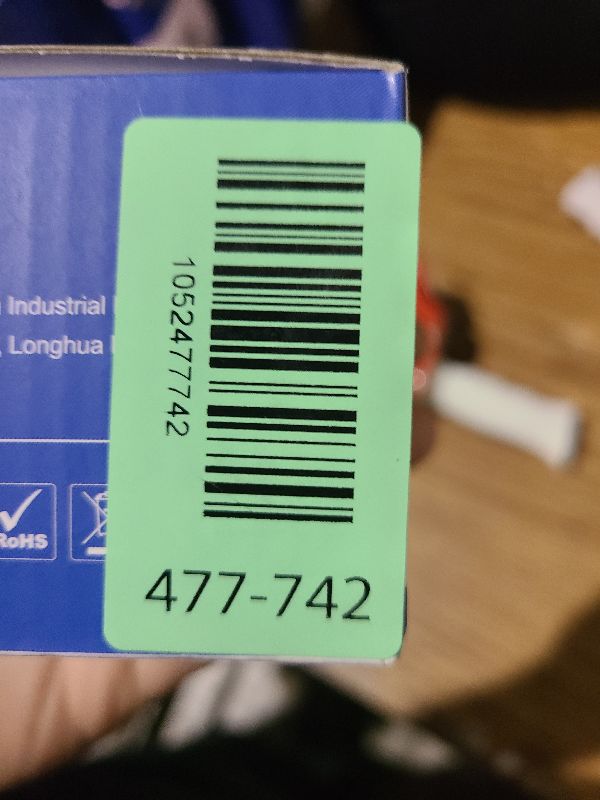 Industrial
, Longhua
RoHS
1052477742
477-742